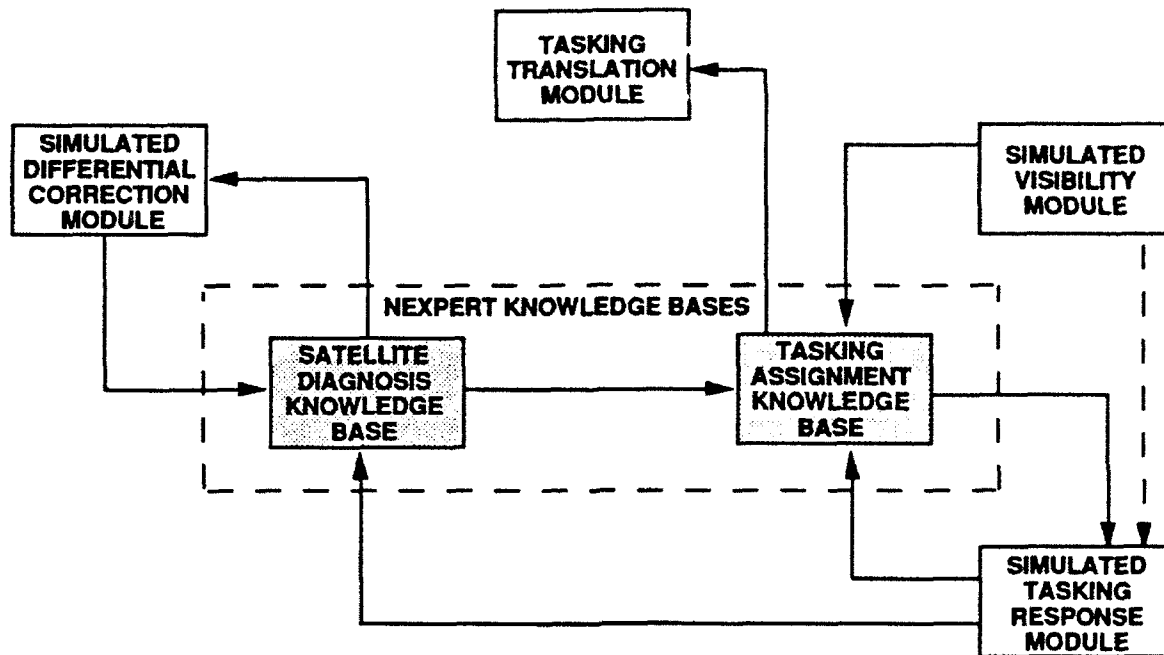 TASKING
TRANSLATION
MODULE
SIMULATED
DIFFERENTIAL
CORRECTION
MODULE
SIMULATED
VISIBILITY
MODULE
NEXPERT KNOWLEDGE BASES
SATELLITE
DIAGNOSIS
KNOWLEDGE
BASE
TASKING
ASSIGNMENT
KNOWLEDGE
BASE
SIMULATED
TASKING
RESPONSE
MODULE